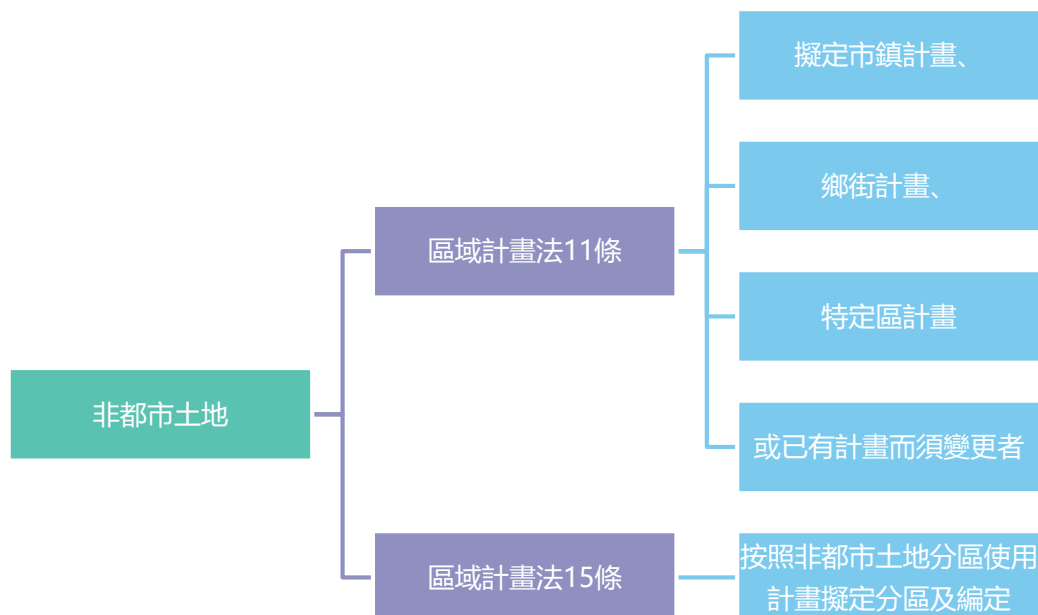 非都市土地
區域計畫法11條
擬定市鎮計畫、
鄉街計畫、
特定區計畫
或已有計畫而須變更者
區域計畫法15條
按照非都市土地分區使用
計畫擬定分區及編定